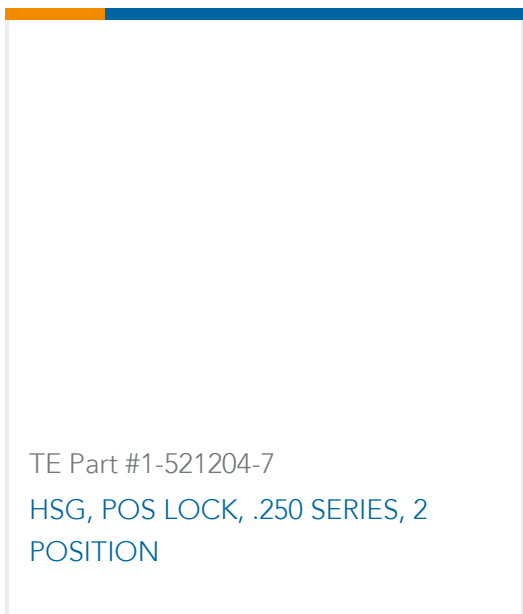 TE Part #1-521204-7
HSG, POS LOCK, .250 SERIES, 2
POSITION